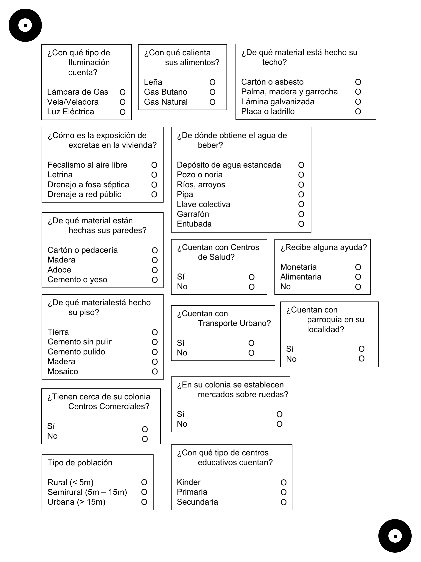 ¿Con qué tipo de
Iluminación
cuenta?
Lámpara de Gas O
Vela/Veladora O
Luz Eléctrica O
¿Con qué calienta
sus alimentos?
Leña O
Gas Butano O
Gas Natural O
¿De qué material está hecho su
techo?
Cartón o asbesto O
Palma, madera y garrocha O
Lámina galvanizada O
Placa o ladrillo O
¿Cómo es la exposición de
excretas en la vivienda?
Fecalismo al aire libre O
Letrina O
Drenajo a fosa séptica O
Drenaje a red públic O
¿De dónde obtiene el agua de
beber?
Depósito de agua estancada O
Pozo o noria O
Ríos, arroyos O
Pipa O
Llave colectiva O
Garrafón O
Entubada O
¿De qué material están
hechas sus paredes?
Cartón o pedacería O
Madera O
Adobe O
Cemento o yeso O
¿Cuentan con Centros
de Salud?
Sí O
No O
¿Recibe alguna ayuda?
Monetaria O
Alimentaria O
No O
¿De qué materialestá hecho
su piso?
Tierra O
Cemento sin pulir O
Cemento pulido O
Madera O
Mosaico O
¿Cuentan con
Transporte Urbano?
Sí O
No O
¿Cuentan con
parroquia en su
localidad?
Sí O
No O
¿Tienen cerca de su colonia
Centros Comerciales?
Sí O
No O
¿En su colonia se establecen
mercados sobre ruedas?
Sí O
No O
Tipo de población
Rural (< 5m) O
Semirural (5m – 15m) O
Urbana (> 15m) O
¿Con qué tipo de centros
educativos cuentan?
Kinder O
Primaria O
Secundaria O